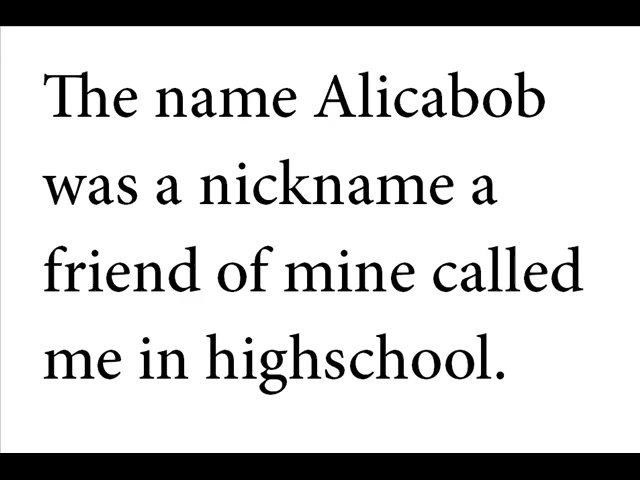 The name Alicabob
was a nickname a
friend of mine called
me in highschool.